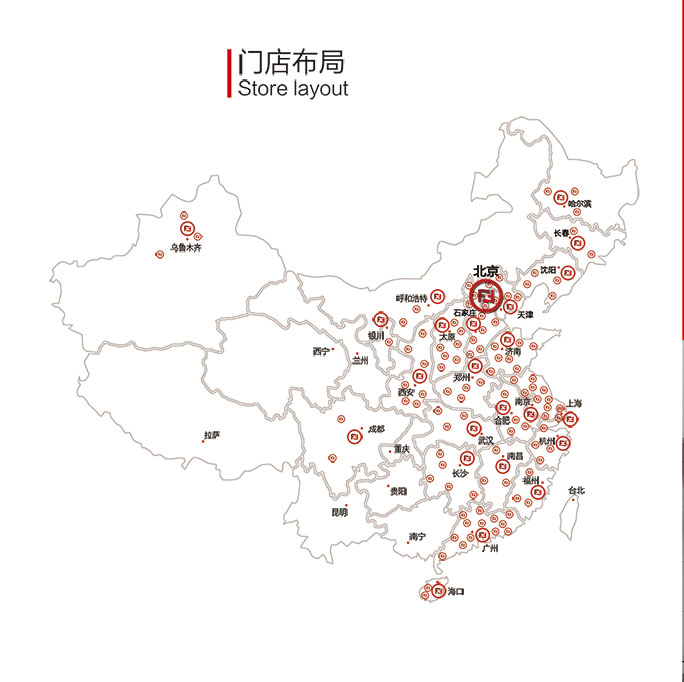 门店布局
Store layout
哈尔滨
长春
乌鲁木齐
沈阳
北京
呼和浩特
石家庄
天津
银川
太原
西宁
兰州
济南
郑州
西安
南京
上海
合肥
成都
拉萨
武汉
杭州
重庆
南昌
长沙
福州
贵阳
台北
昆明
南宁
广州
海口